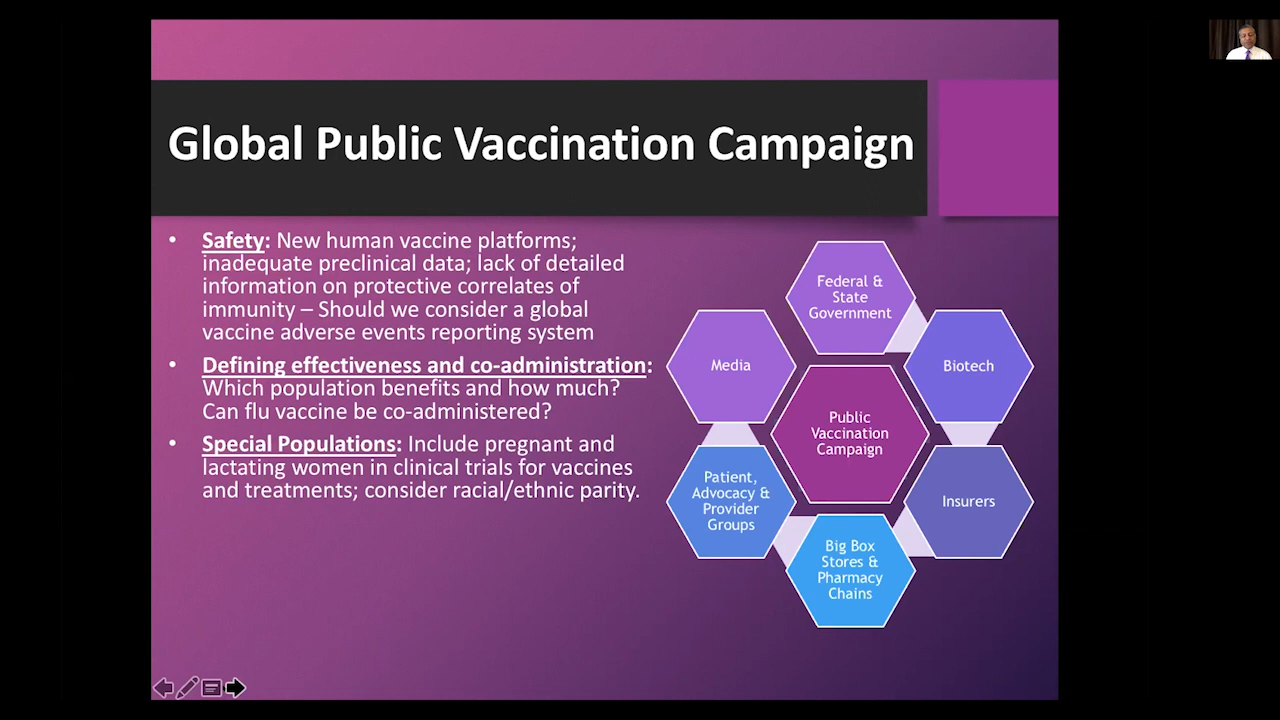 Global Public Vaccination Campaign
• Safety: New human vaccine platforms;
inadequate preclinical data; lack of detailed
information on protective correlates of
immunity – Should we consider a global
vaccine adverse events reporting system
• Defining effectiveness and co-administration:
Which population benefits and how much?
Can flu vaccine be co-administered?
• Special Populations: Include pregnant and
lactating women in clinical trials for vaccines
and treatments; consider racial/ethnic parity.
Federal &
State
Government
Biotech
Insurers
Big Box
Stores &
Pharmacy
Chains
Patient,
Advocacy &
Provider
Groups
Media
Public
Vaccination
Campaign